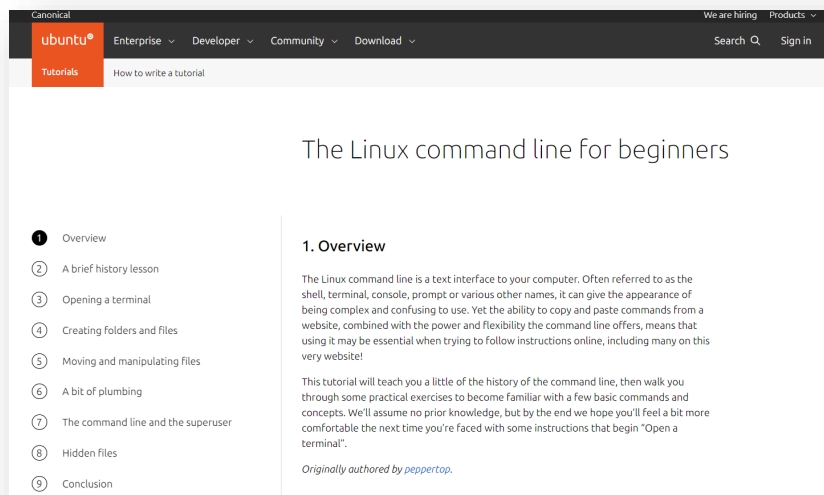 Canonical
We are hiring Products
ubuntu
Enterprise Developer Community Download
Search Sign in
Tutorials
How to write a tutorial
The Linux command line for beginners
1 Overview
2 A brief history lesson
3 Opening a terminal
4 Creating folders and files
5 Moving and manipulating files
6 A bit of plumbing
7 The command line and the superuser
8 Hidden files
9 Conclusion
1. Overview
The Linux command line is a text interface to your computer. Often referred to as the
shell, terminal, console, prompt or various other names, it can give the appearance of
being complex and confusing to use. Yet the ability to copy and paste commands from a
website, combined with the power and flexibility the command line offers, means that
using it may be essential when trying to follow instructions online, including many on this
very website!
This tutorial will teach you a little of the history of the command line, then walk you
through some practical exercises to become familiar with a few basic commands and
concepts. We'll assume no prior knowledge, but by the end we hope you'll feel a bit more
comfortable the next time you're faced with some instructions that begin “Open a
terminal”.
Originally authored by peppertop.